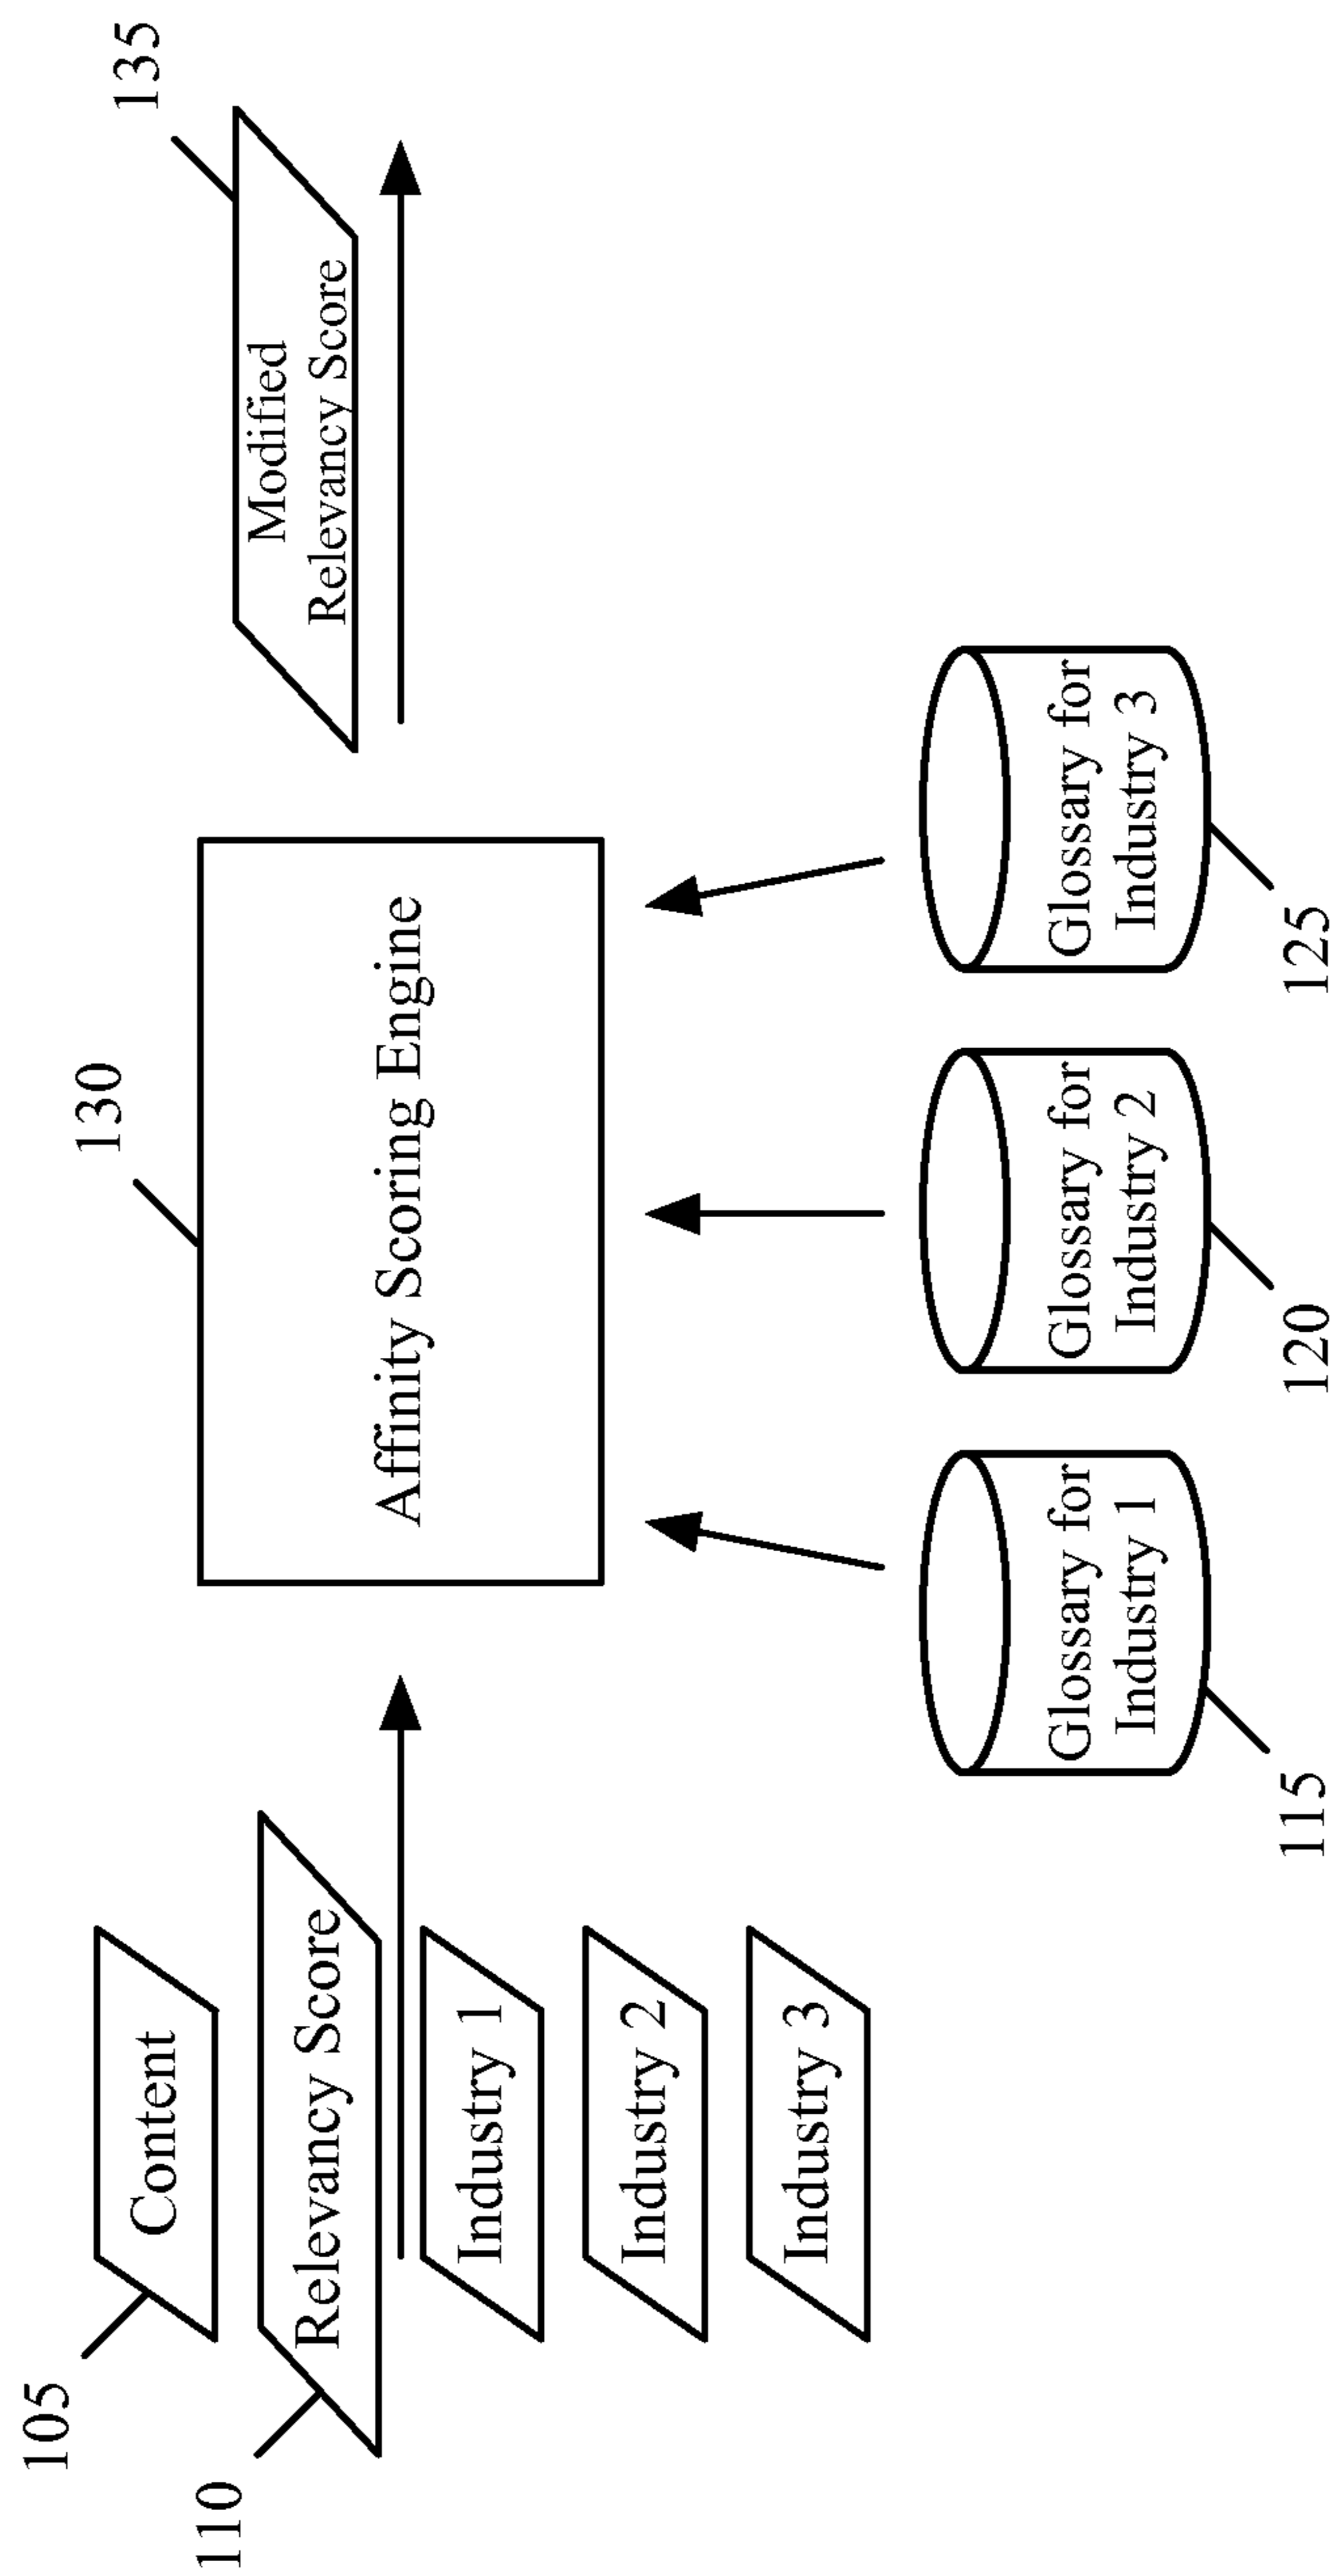 105
Content
110
Relevancy Score
Industry 1
Industry 2
Industry 3
130
Affinity Scoring Engine
135
Modified
Relevancy Score
Glossary for
Industry 1
115
Glossary for
Industry 2
120
Glossary for
Industry 3
125